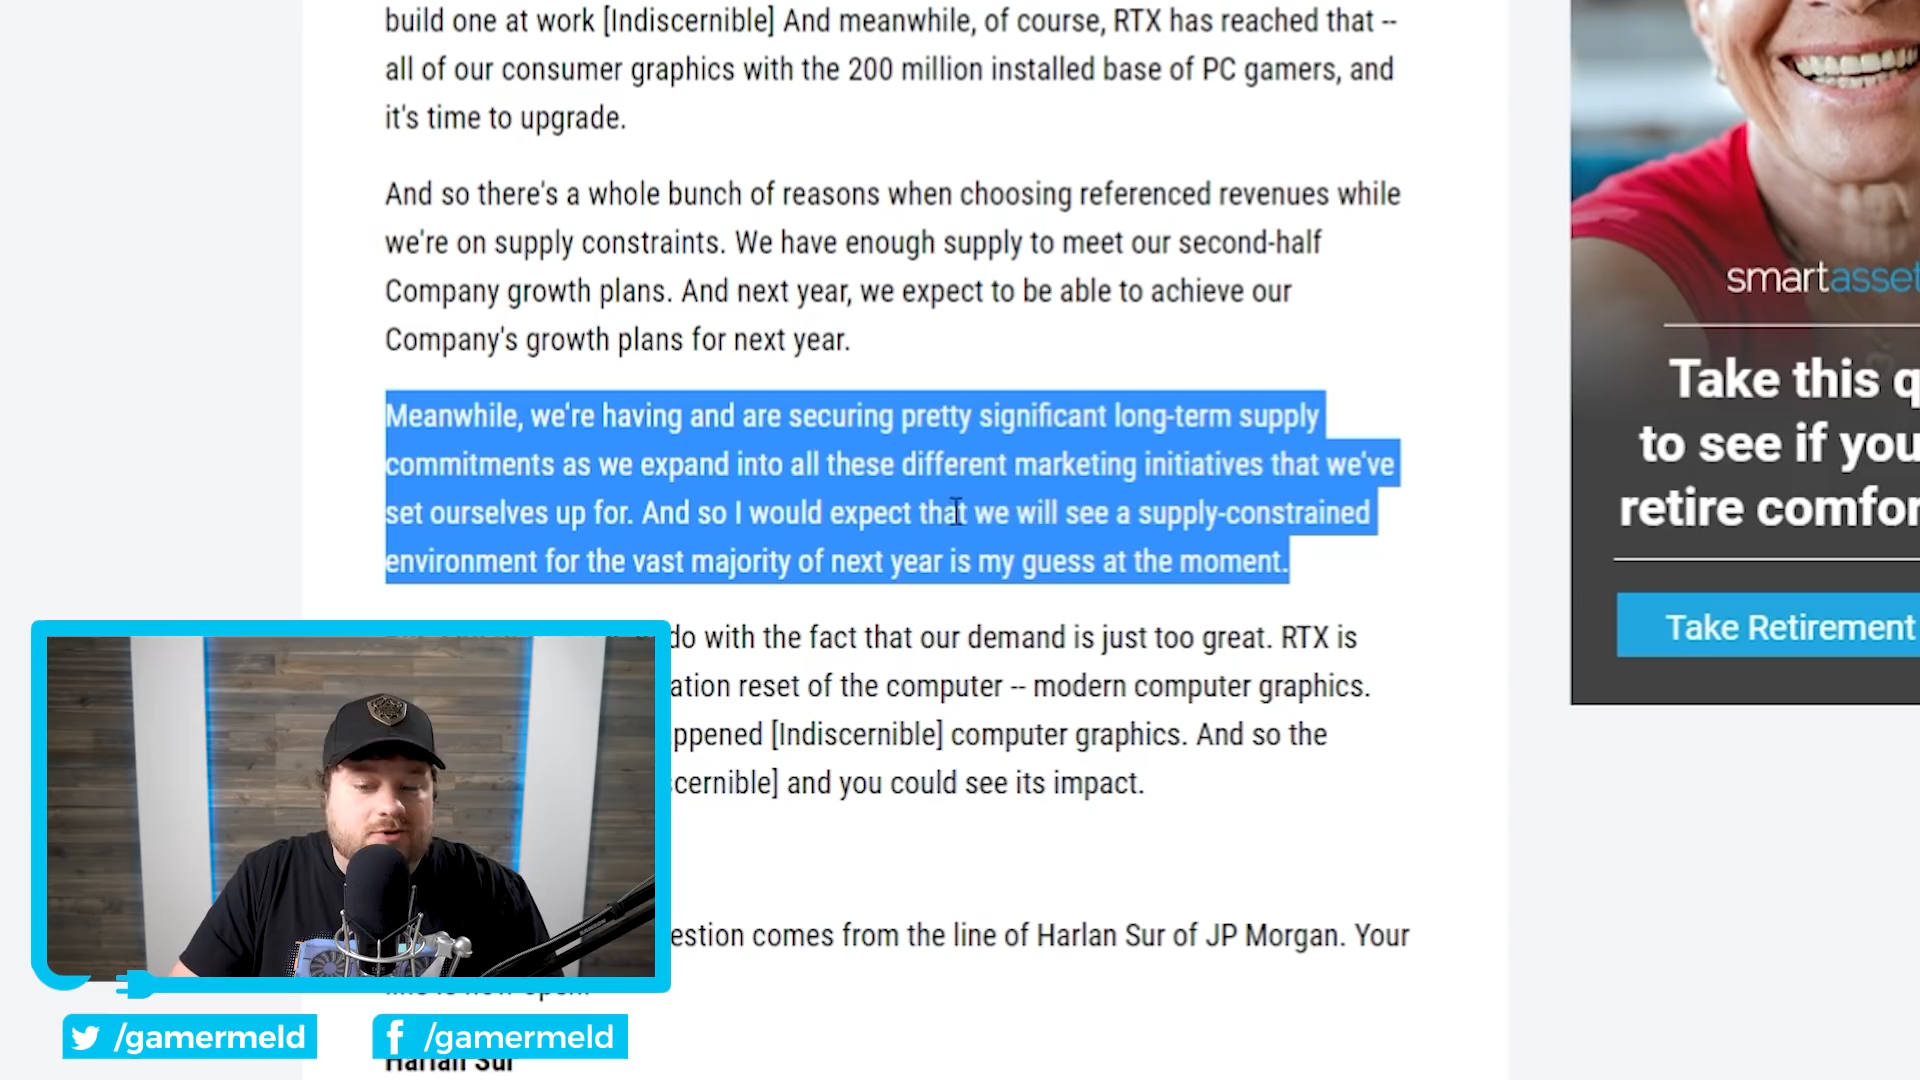 build one at work [Indiscernible] And meanwhile, of course, RTX has reached that --
all of our consumer graphics with the 200 million installed base of PC gamers, and
it's time to upgrade.
And so there's a whole bunch of reasons when choosing referenced revenues while
we're on supply constraints. We have enough supply to meet our second-half
Company growth plans. And next year, we expect to be able to achieve our
Company's growth plans for next year.
Meanwhile, we're having and are securing pretty significant long-term supply
commitments as we expand into all these different marketing initiatives that we've
set ourselves up for. And so I would expect that we will see a supply-constrained
environment for the vast majority of next year is my guess at the moment.
do with the fact that our demand is just too great. RTX is
ation reset of the computer -- modern computer graphics.
ppened [Indiscernible] computer graphics. And so the
cernible] and you could see its impact.
estion comes from the line of Harlan Sur of JP Morgan. Your
Harlan Sur
smartasset
Take this q
to see if you
retire comfor
Take Retirement
SAMSON
/gamermeld
/gamermeld